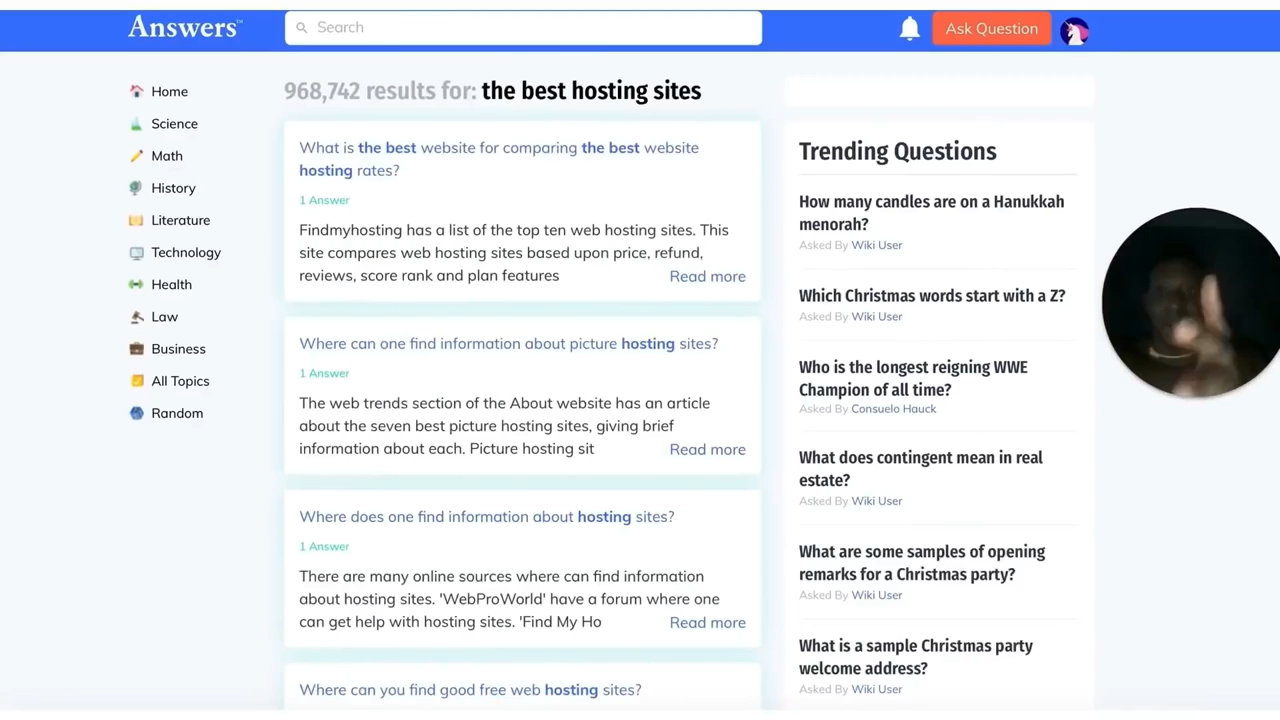 Answers™
Search
Ask Question
Home
Science
Math
History
Literature
Technology
Health
Law
Business
All Topics
Random
968,742 results for: the best hosting sites
What is the best website for comparing the best website
hosting rates?
1 Answer
Findmyhosting has a list of the top ten web hosting sites. This
site compares web hosting sites based upon price, refund,
reviews, score rank and plan features Read more
Where can one find information about picture hosting sites?
1 Answer
The web trends section of the About website has an article
about the seven best picture hosting sites, giving brief
information about each. Picture hosting sit Read more
Where does one find information about hosting sites?
1 Answer
There are many online sources where can find information
about hosting sites. 'WebProWorld' have a forum where one
can get help with hosting sites. 'Find My Ho Read more
Where can you find good free web hosting sites?
Trending Questions
How many candles are on a Hanukkah
menorah?
Asked By Wiki User
Which Christmas words start with a Z?
Asked By Wiki User
Who is the longest reigning WWE
Champion of all time?
Asked By Consuelo Hauck
What does contingent mean in real
estate?
Asked By Wiki User
What are some samples of opening
remarks for a Christmas party?
Asked By Wiki User
What is a sample Christmas party
welcome address?
Asked By Wiki User